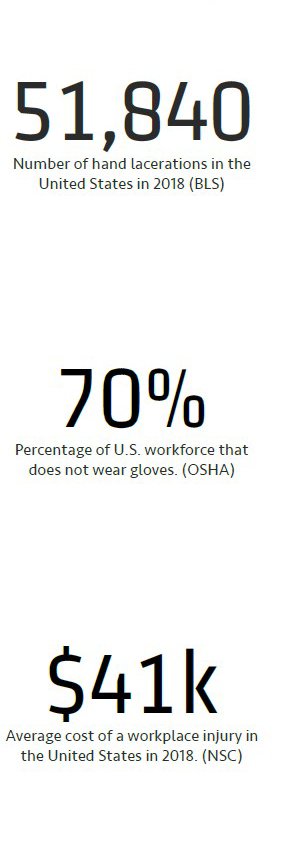 51,840
Number of hand lacerations in the
United States in 2018 (BLS)
70%
Percentage of U.S. workforce that
does not wear gloves. (OSHA)
$41k
Average cost of a workplace injury in
the United States in 2018. (NSC)